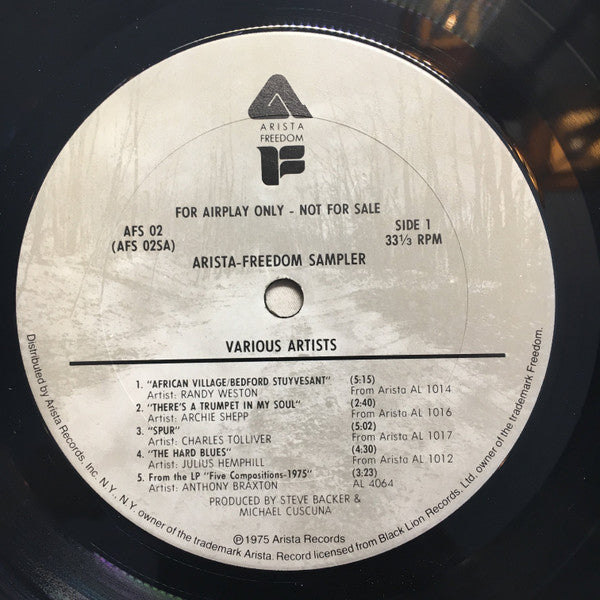 ARISTA
FREEDOM
F
FOR AIRPLAY ONLY - NOT FOR SALE
AFS 02
(AFS 02SA)
SIDE 1
33⅓ RPM
ARISTA-FREEDOM SAMPLER
VARIOUS ARTISTS
1. "AFRICAN VILLAGE/BEDFORD STUYVESANT" (5:15)
Artist: RANDY WESTON From Arista AL 1014
2. "THERE'S A TRUMPET IN MY SOUL" (2:40)
Artist: ARCHIE SHEPP From Arista AL 1016
3. "SPUR" (5:02)
Artist: CHARLES TOLLIVER From Arista AL 1017
4. "THE HARD BLUES" (4:30)
Artist: JULIUS HEMPHILL From Arista AL 1012
5. From the LP "Five Compositions-1975" (3:23)
Artist: ANTHONY BRAXTON AL 4064
PRODUCED BY STEVE BACKER &
MICHAEL CUSCUNA
℗1975 Arista Records
Distributed by Arista Records, Inc. N.Y. N.Y. owner of the trademark Arista. Record licensed from Black Lion Records, Ltd. owner of the trademark Freedom.